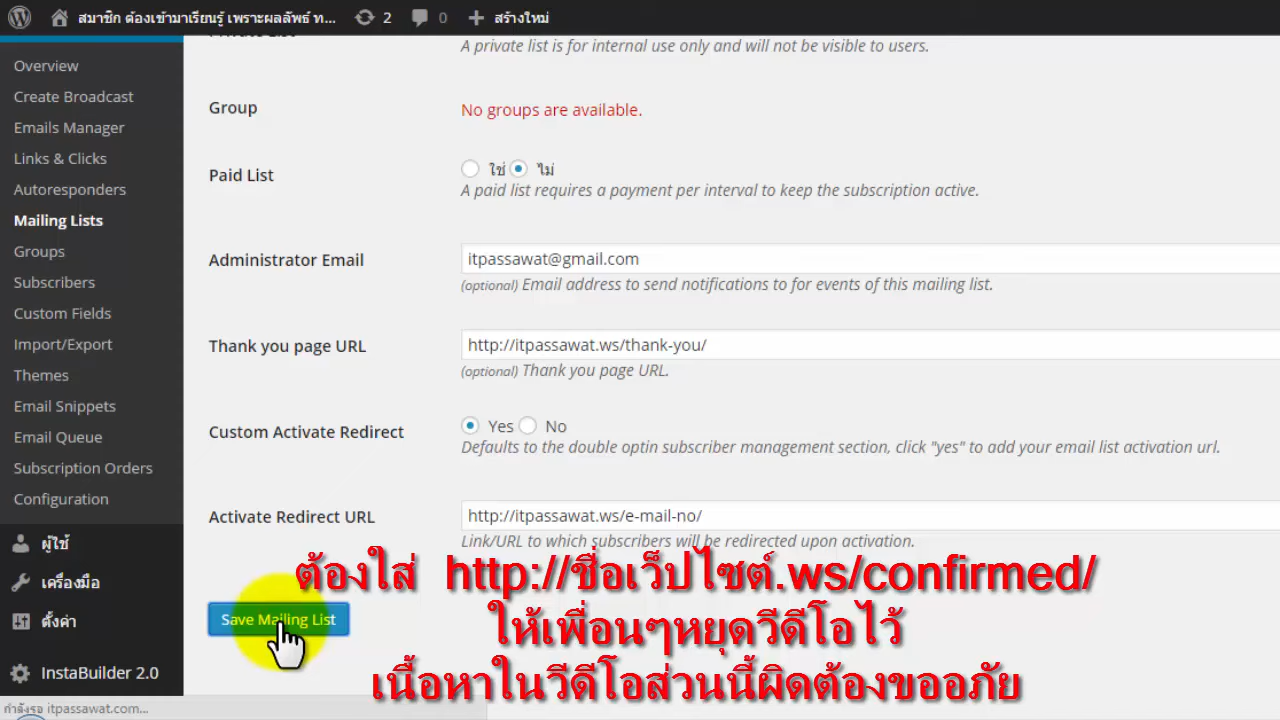 สมาชิก ต้องเข้ามาเรียนรู้ เพราะผลลัพธ์ ท... 2 0 สร้างใหม่
A private list is for internal use only and will not be visible to users.
Overview
Create Broadcast
Emails Manager
Links & Clicks
Autoresponders
Mailing Lists
Groups
Subscribers
Custom Fields
Import/Export
Themes
Email Snippets
Email Queue
Subscription Orders
Configuration
ผู้ใช้
เครื่องมือ
ตั้งค่า
InstaBuilder 2.0
Group
No groups are available.
Paid List
ใช่ ไม่
A paid list requires a payment per interval to keep the subscription active.
Administrator Email
itpassawat@gmail.com
(optional) Email address to send notifications to for events of this mailing list.
Thank you page URL
http://itpassawat.ws/thank-you/
(optional) Thank you page URL.
Custom Activate Redirect
Yes No
Defaults to the double optin subscriber management section, click "yes" to add your email list activation url.
Activate Redirect URL
http://itpassawat.ws/e-mail-no/
Link/URL to which subscribers will be redirected upon activation.
Save Mailing List
ต้องใส่ http://ชื่อเว็ปไซต์.ws/confirmed/
ให้เพื่อนๆหยุดวีดีโอไว้
เนื้อหาในวีดีโอส่วนนี้ผิดต้องขออภัย
กำลังรอ itpassawat.com...